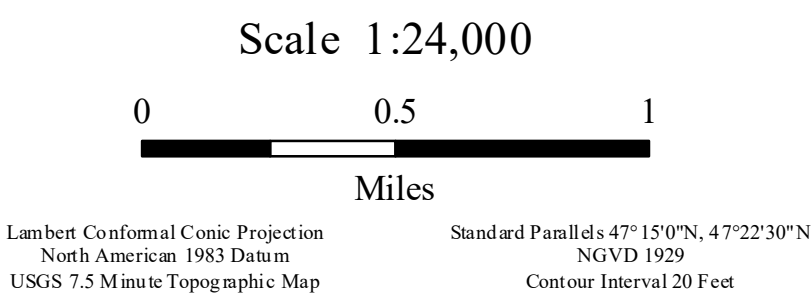 Scale 1:24,000
0 0.5 1
Miles
Lambert Conformal Conic Projection
North American 1983 Datum
USGS 7.5 Minute Topographic Map
Standard Parallels 47°15'0"N, 47°22'30"N
NGVD 1929
Contour Interval 20 Feet